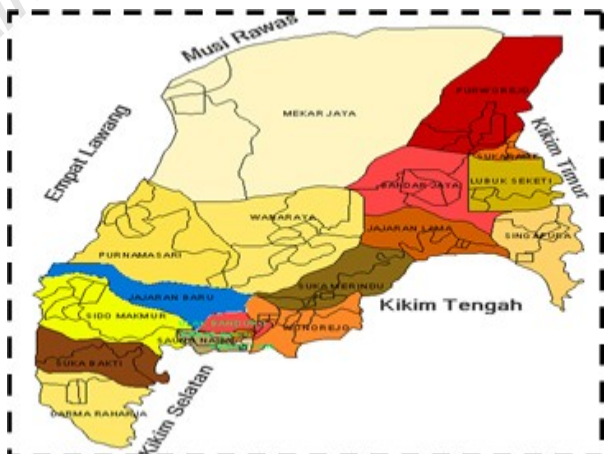 Musi Rawas
MEKAR JAYA
PURWOREJO
Empat Lawang
Kikim Timur
SUKARAME
BANDAR JAYA
LUBUK SEKETI
WANARAYA
JAJARAN LAMA
SINGAPURA
PURNAMASARI
SUKA MERINDU
JAJARAN BARU
Kikim Tengah
SIDO MAKMUR
WONOREJO
SUKA BAKTI
Kikim Selatan
DARMA RAHARJA